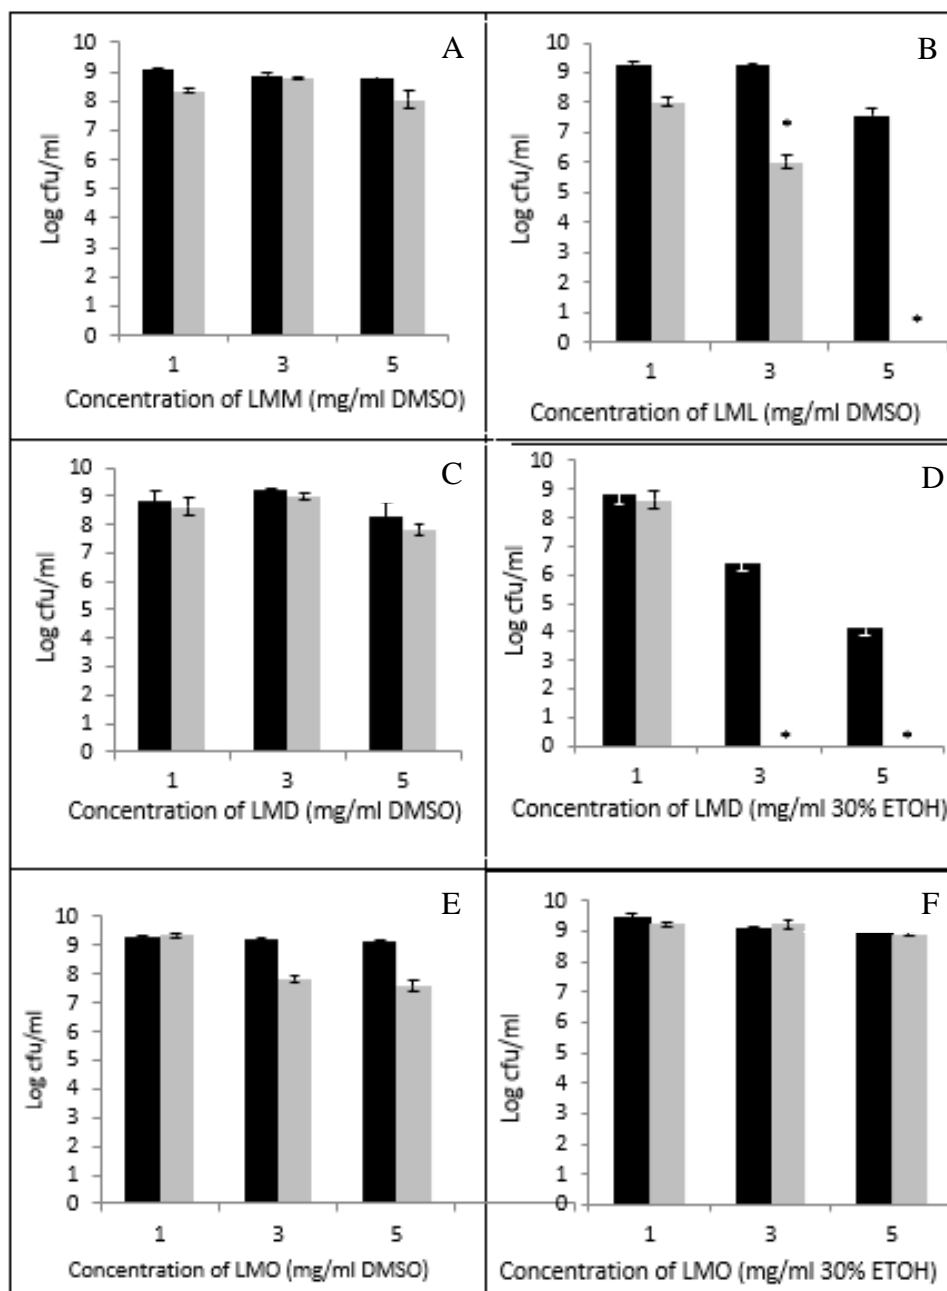 A
10
9
8
7
6
5
4
3
2
1
0
Log cfu/ml
1 3 5
Concentration of LMM (mg/ml DMSO)
B
10
9
8
7
6
5
4
3
2
1
0
Log cfu/ml
*
*
1 3 5
Concentration of LML (mg/ml DMSO)
C
10
9
8
7
6
5
4
3
2
1
0
Log cfu/ml
1 3 5
Concentration of LMD (mg/ml DMSO)
D
10
9
8
7
6
5
4
3
2
1
0
Log cfu/ml
* *
1 3 5
Concentration of LMD (mg/ml 30% ETOH)
E
10
9
8
7
6
5
4
3
2
1
0
Log cfu/ml
1 3 5
Concentration of LMO (mg/ml DMSO)
F
10
9
8
7
6
5
4
3
2
1
0
Log cfu/ml
1 3 5
Concentration of LMO (mg/ml 30% ETOH)